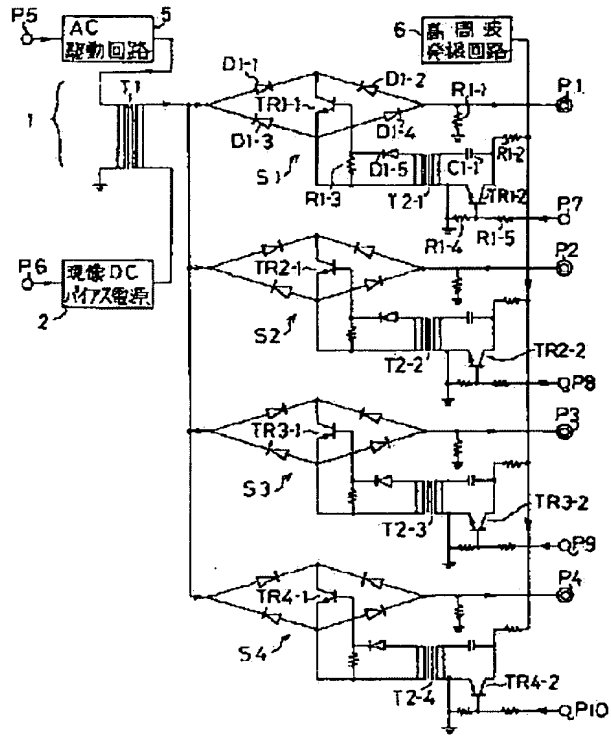 P5
5
AC
駆動回路
6
高周波
発振回路
1
T1
D1-1
D1-2
TR1-1
R1-1
P1
D1-3
D1-4
S1
D1-5
C1-1
R1-2
R1-3
T2-1
TR1-2
P7
R1-4
R1-5
P6
現像DC
バイアス電源
2
P2
TR2-1
S2
T2-2
TR2-2
P8
P3
TR3-1
S3
T2-3
TR3-2
P9
P4
TR4-1
S4
T2-4
TR4-2
P10